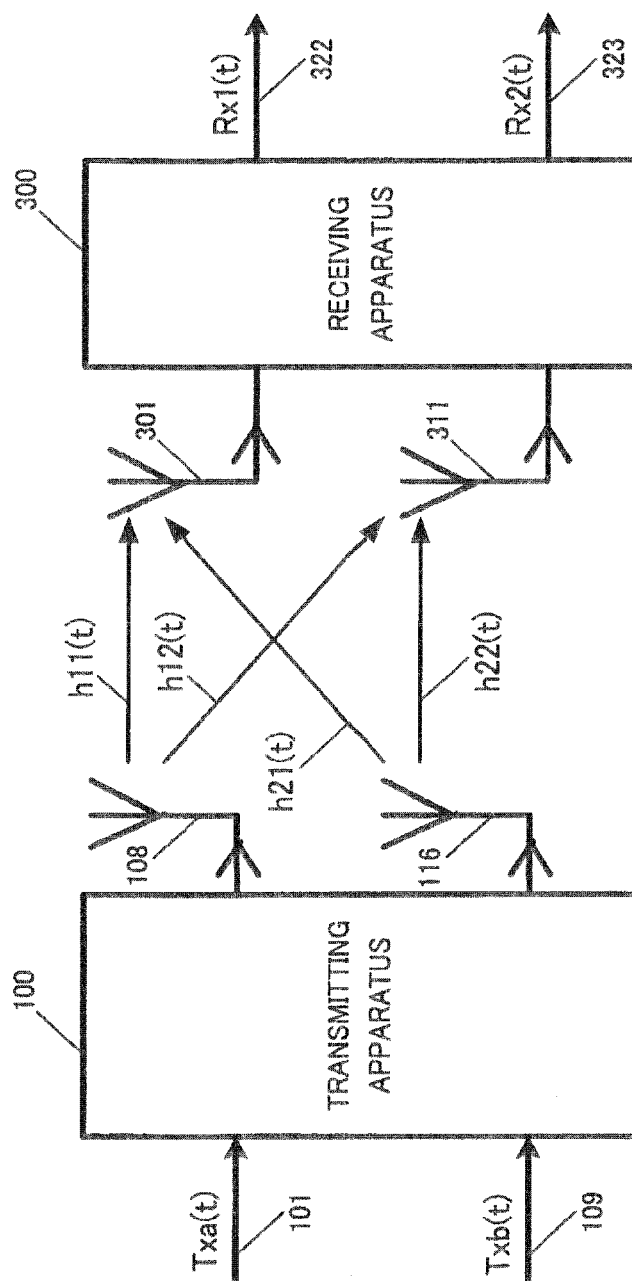 100
TRANSMITTING
APPARATUS
Txa(t)
101
Txb(t)
109
108
116
h11(t)
h12(t)
h21(t)
h22(t)
301
311
300
RECEIVING
APPARATUS
Rx1(t)
322
Rx2(t)
323